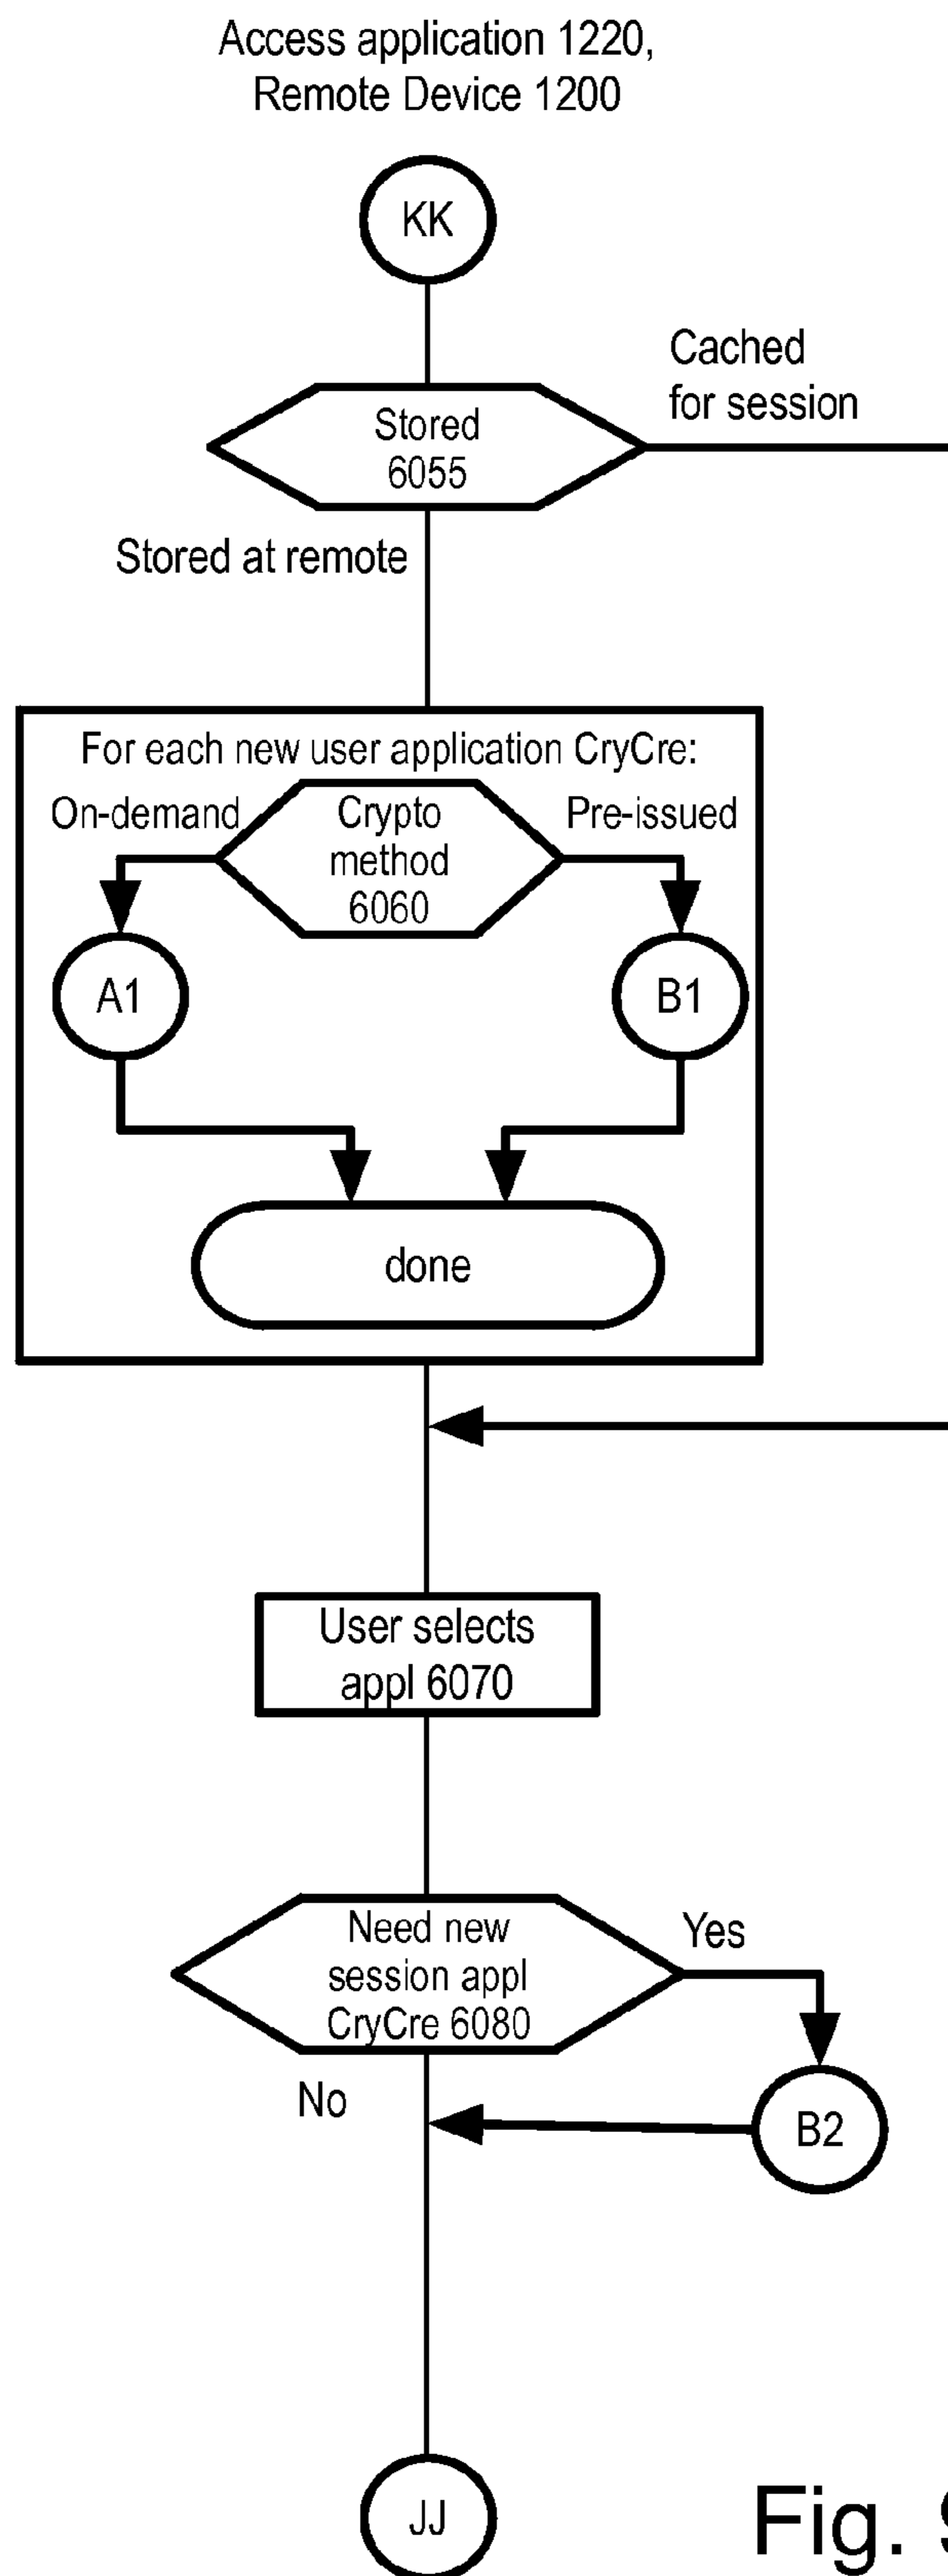 Access application 1220,
Remote Device 1200
KK
Cached
for session
Stored
6055
Stored at remote
For each new user application CryCre:
On-demand
Crypto
method
6060
Pre-issued
A1
B1
done
User selects
appl 6070
Need new
session appl
CryCre 6080
Yes
No
B2
JJ
Fig.